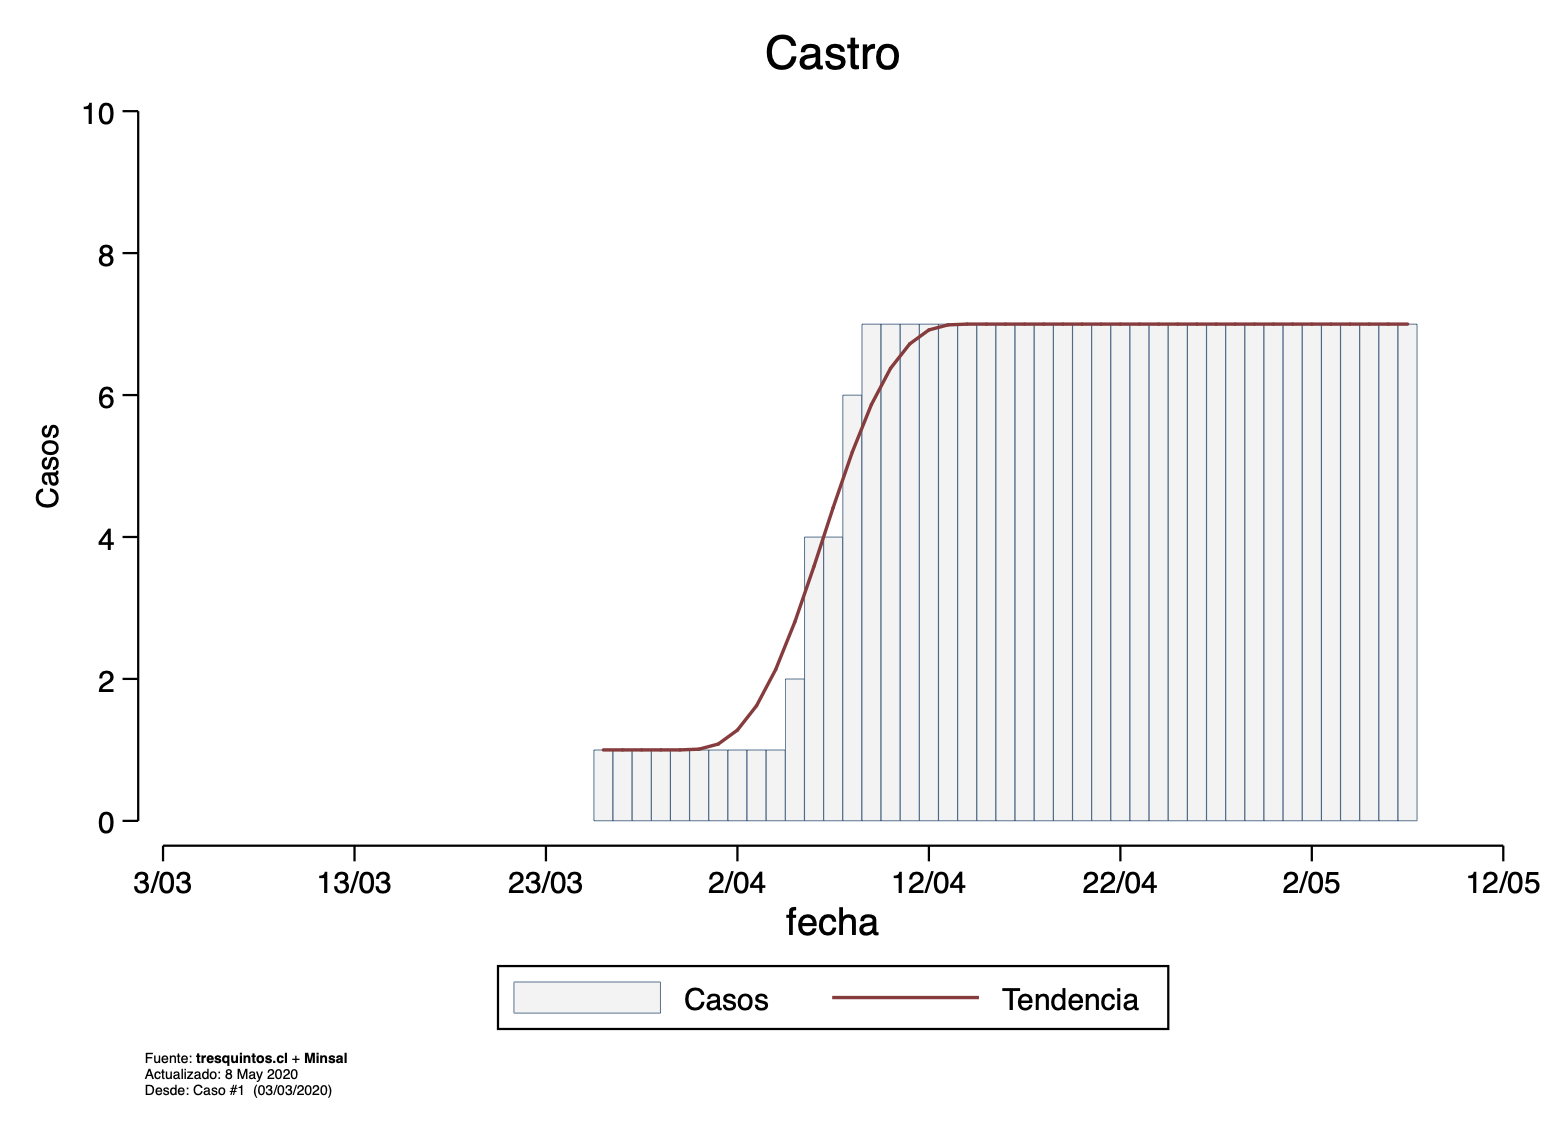 Castro
10
8
6
4
2
0
Casos
3/03 13/03 23/03 2/04 12/04 22/04 2/05 12/05
fecha
Casos Tendencia
Fuente: tresquintos.cl + Minsal
Actualizado: 8 May 2020
Desde: Caso #1 (03/03/2020)